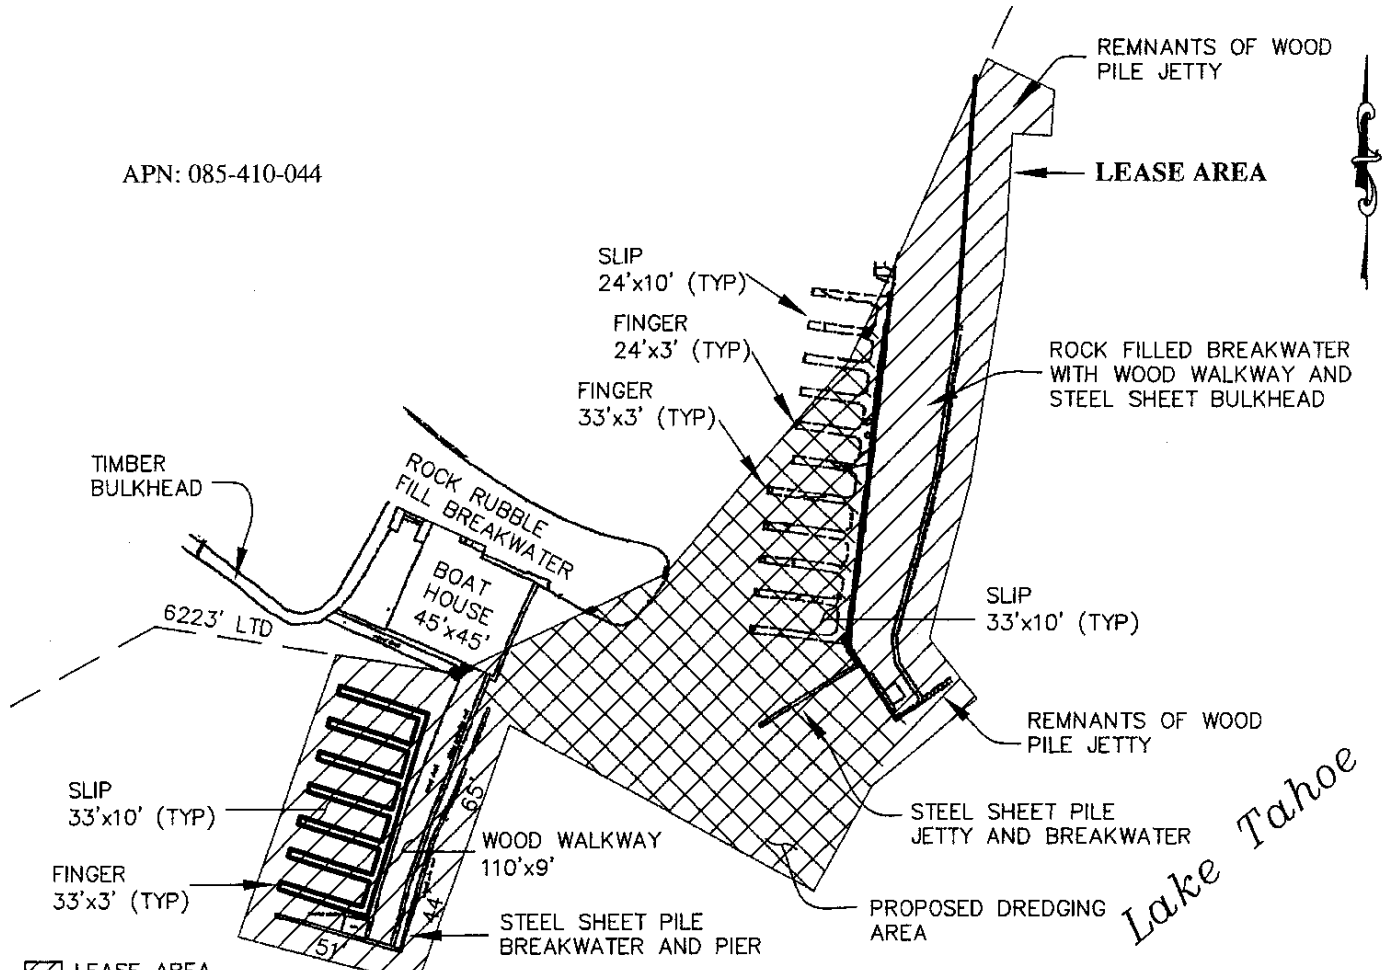 REMNANTS OF WOOD
PILE JETTY
APN: 085-410-044
LEASE AREA
SLIP
24'x10' (TYP)
FINGER
24'x3' (TYP)
FINGER
33'x3' (TYP)
ROCK FILLED BREAKWATER
WITH WOOD WALKWAY AND
STEEL SHEET BULKHEAD
TIMBER
BULKHEAD
ROCK RUBBLE
FILL BREAKWATER
BOAT
HOUSE
45'x45'
6223' LTD
SLIP
33'x10' (TYP)
REMNANTS OF WOOD
PILE JETTY
SLIP
33'x10' (TYP)
65'
STEEL SHEET PILE
JETTY AND BREAKWATER
Lake Tahoe
WOOD WALKWAY
110'x9'
FINGER
33'x3' (TYP)
44
51'
STEEL SHEET PILE
BREAKWATER AND PIER
PROPOSED DREDGING
AREA
LEASE AREA